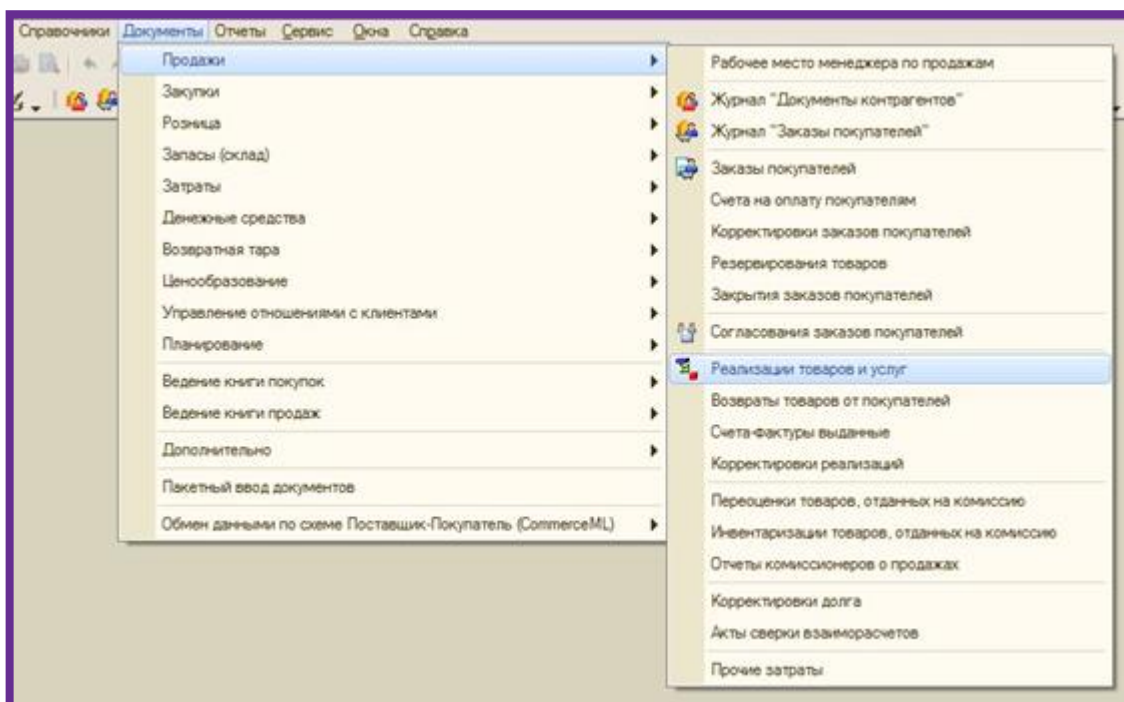 Справочники Документы Отчеты Сервис Окна Справка
Продажи
Закупки
Розница
Запасы (склад)
Затраты
Денежные средства
Возвратная тара
Ценообразование
Управление отношениями с клиентами
Планирование
Ведение книги покупок
Ведение книги продаж
Дополнительно
Пакетный ввод документов
Обмен данными по схеме Поставщик-Покупатель (CommerceML)
Рабочее место менеджера по продажам
Журнал "Документы контрагентов"
Журнал "Заказы покупателей"
Заказы покупателей
Счета на оплату покупателям
Корректировки заказов покупателей
Резервирования товаров
Закрытия заказов покупателей
Согласования заказов покупателей
Реализации товаров и услуг
Возвраты товаров от покупателей
Счета-фактуры выданные
Корректировки реализаций
Переоценки товаров, отданных на комиссию
Инвентаризации товаров, отданных на комиссию
Отчеты комиссионеров о продажах
Корректировки долга
Акты сверки взаиморасчетов
Прочие затраты